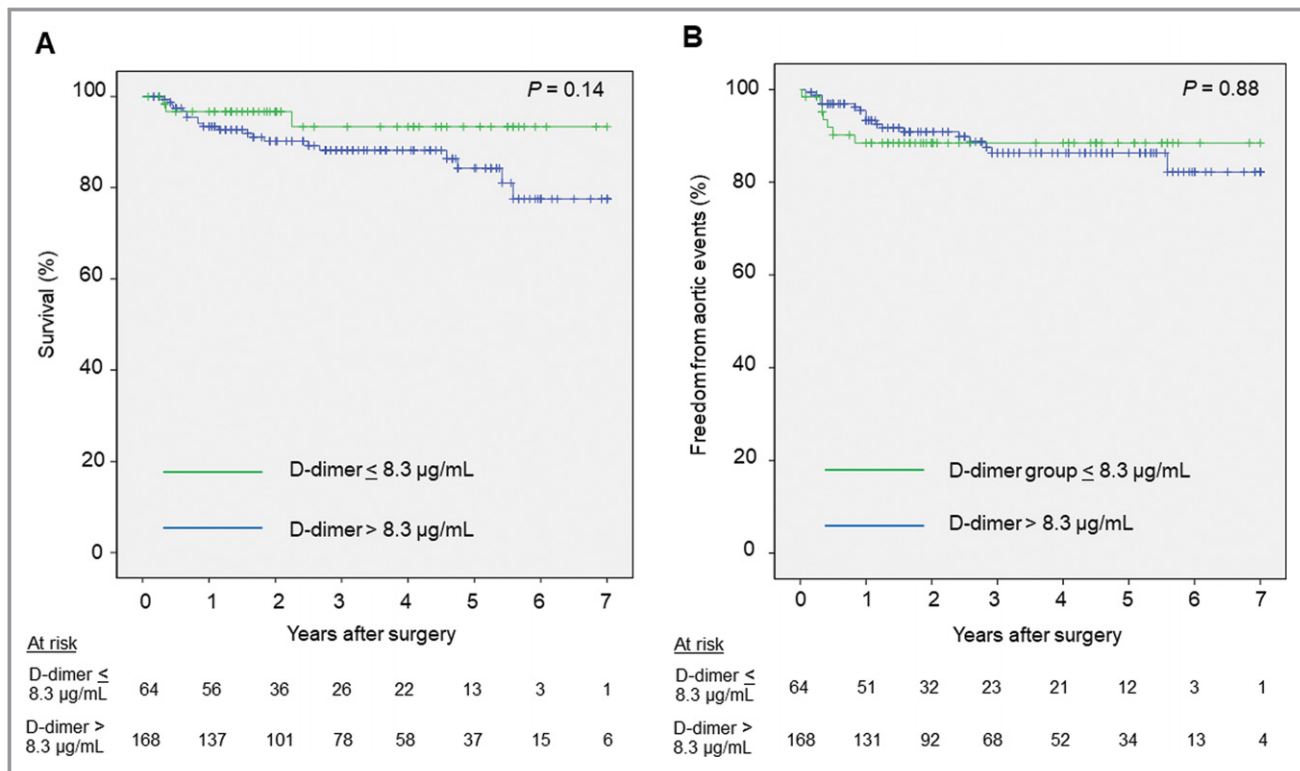 A
P = 0.14
100
80
60
40
20
0
Survival (%)
D-dimer ≤ 8.3 µg/mL
D-dimer > 8.3 µg/mL
0 1 2 3 4 5 6 7
Years after surgery
At risk
D-dimer ≤
8.3 µg/mL 64 56 36 26 22 13 3 1
D-dimer >
8.3 µg/mL 168 137 101 78 58 37 15 6
B
P = 0.88
100
80
60
40
20
0
Freedom from aortic events (%)
D-dimer group ≤ 8.3 µg/mL
D-dimer > 8.3 µg/mL
0 1 2 3 4 5 6 7
Years after surgery
At risk
D-dimer ≤
8.3 µg/mL 64 51 32 23 21 12 3 1
D-dimer >
8.3 µg/mL 168 131 92 68 52 34 13 4